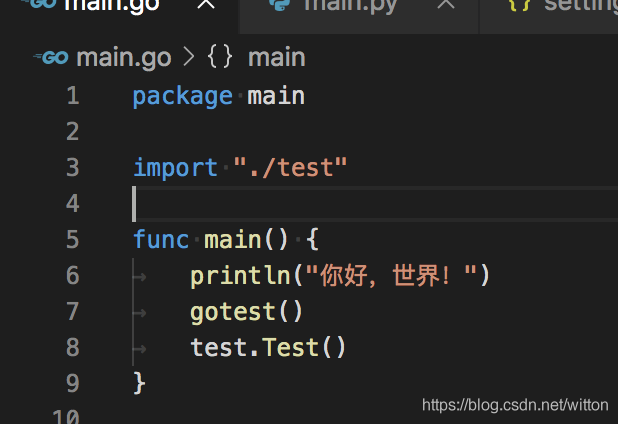 GO main.go × main.py × {} setting
GO main.go > {} main
1 package main
2
3 import "./test"
4
5 func main() {
6 → println("你好，世界！")
7 → gotest()
8 → test.Test()
9 }
10
https://blog.csdn.net/witton